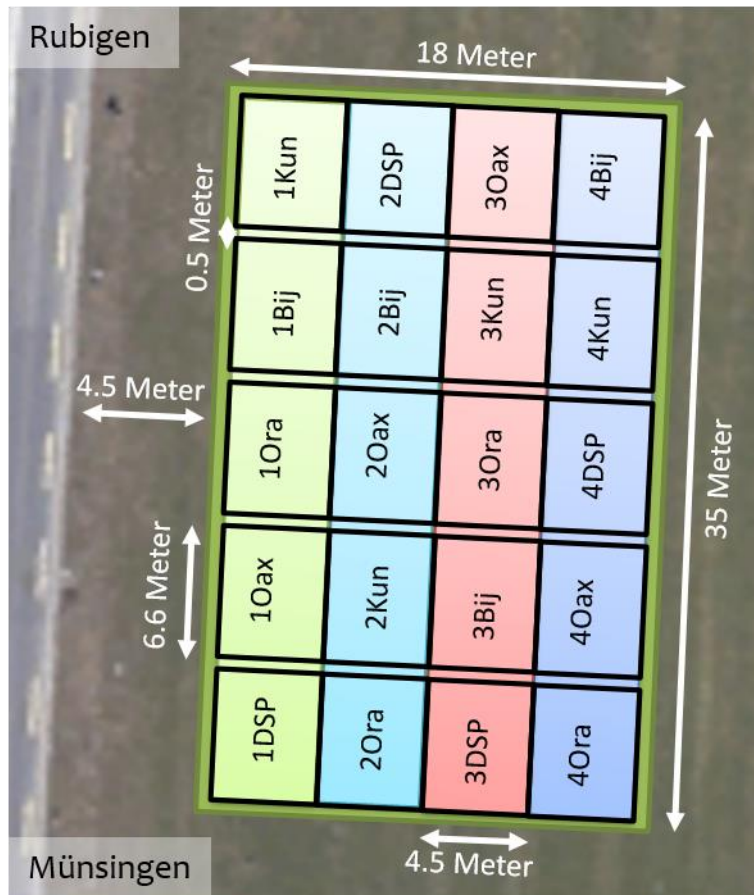 Rubigen
18 Meter
1Kun
2DSP
3Oax
4Bij
0.5 Meter
1Bij
2Bij
3Kun
4Kun
4.5 Meter
1Ora
2Oax
3Ora
4DSP
35 Meter
6.6 Meter
1Oax
2Kun
3Bij
4Oax
1DSP
2Ora
3DSP
4Ora
4.5 Meter
Münsingen